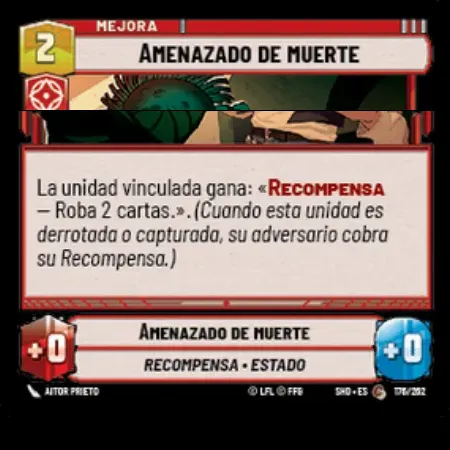 MEJORA
2
AMENAZADO DE MUERTE
La unidad vinculada gana: «RECOMPENSA
– Roba 2 cartas.». (Cuando esta unidad es
derrotada o capturada, su adversario cobra
su Recompensa.)
+0
AMENAZADO DE MUERTE
+0
RECOMPENSA • ESTADO
AITOR PRIETO
© LFL © FFG
SHD • ES
176/262